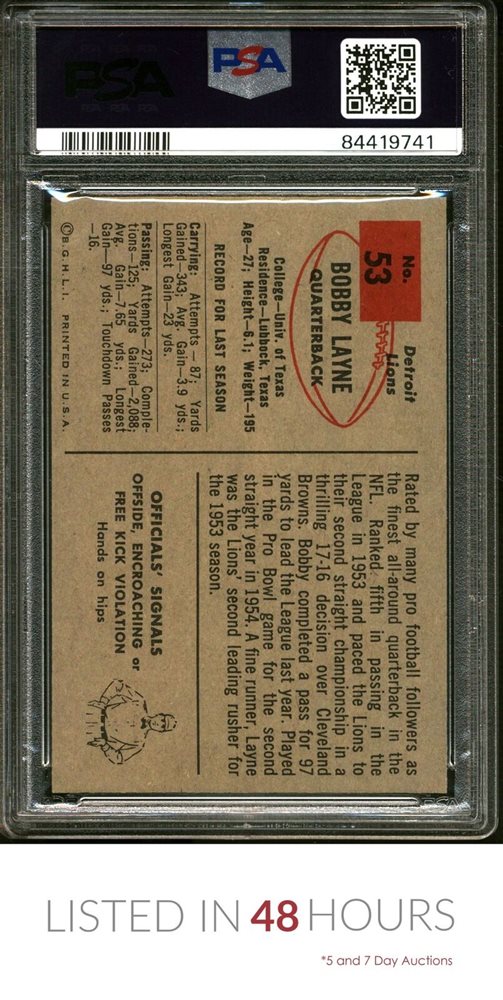 PSA
PSA
84419741
No.
53
Detroit
Lions
BOBBY LAYNE
QUARTERBACK
College—Univ. of Texas
Residence—Lubbock, Texas
Age—27; Height—6.1; Weight—195
RECORD FOR LAST SEASON
Carrying: Attempts — 87; Yards
Gained—343; Avg. Gain—3.9 yds.;
Longest Gain—23 yds.
Passing: Attempts—273; Comple-
tions—125; Yards Gained—2,088;
Avg. Gain—7.65 yds.; Longest
Gain—97 yds.; Touchdown Passes
—16.
©B.G.H.L.I. PRINTED IN U.S.A.
Rated by many pro football followers as
the finest all-around quarterback in the
NFL. Ranked fifth in passing in the
League in 1953 and paced the Lions to
their second straight championship in a
thrilling 17-16 decision over Cleveland
Browns. Bobby completed a pass for 97
yards to lead the League last year. Played
in the Pro Bowl game for the second
straight year in 1954. A fine runner, Layne
was the Lions' second leading rusher for
the 1953 season.
OFFICIALS' SIGNALS
OFFSIDE, ENCROACHING or
FREE KICK VIOLATION
Hands on hips
PSA
LISTED IN 48 HOURS
*5 and 7 Day Auctions